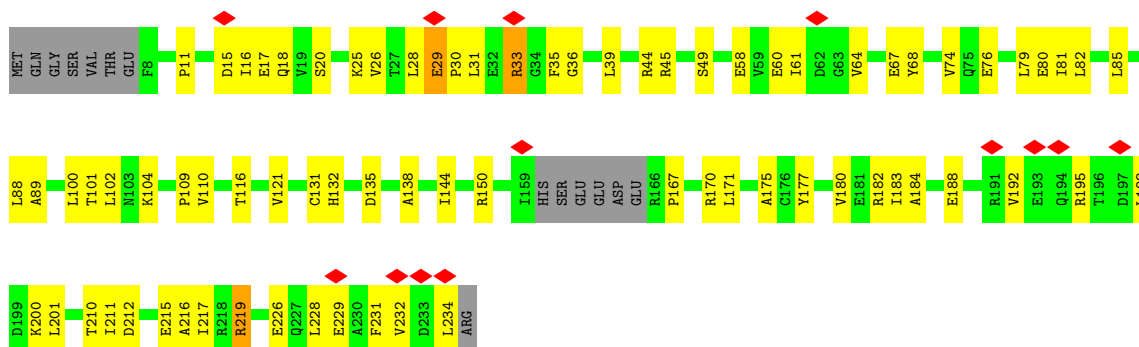 MET GLN GLY SER VAL THR GLU F8 P11 D15 I16 E17 Q18 V19 S20 K25 V26 T27 L28 E29 P30 L31 E32 R33 G34 F35 G36 L39 R44 R45 S49 E58 V59 E60 I61 D62 G63 V64 E67 Y68 V74 Q75 E76 L79 E80 I81 L82 L85
L88 A89 L100 T101 L102 N103 K104 P109 V110 T116 V121 C131 H132 D135 A138 I144 R150 I159 HIS SER GLU GLU ASP GLU R166 P167 R170 L171 A175 C176 Y177 V180 E181 R182 I183 A184 E188 R191 V192 E193 Q194 R195 T196 D197
D199 K200 L201 T210 I211 D212 E215 A216 I217 R218 R219 E226 Q227 L228 E229 A230 F231 V232 D233 L234 ARG